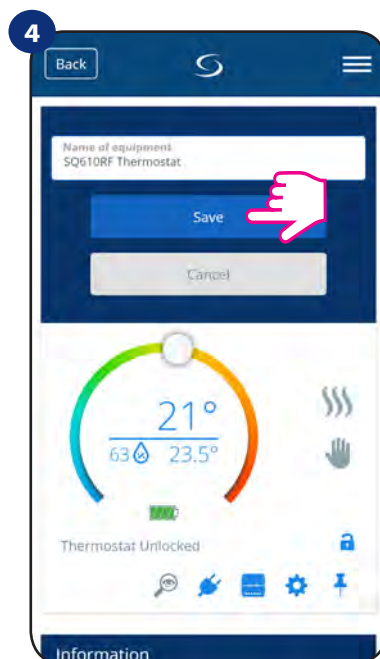 4
Back
Name of equipment
SQ610RF Thermostat
Save
Cancel
21°
63 % 23.5°
Thermostat Unlocked
Information